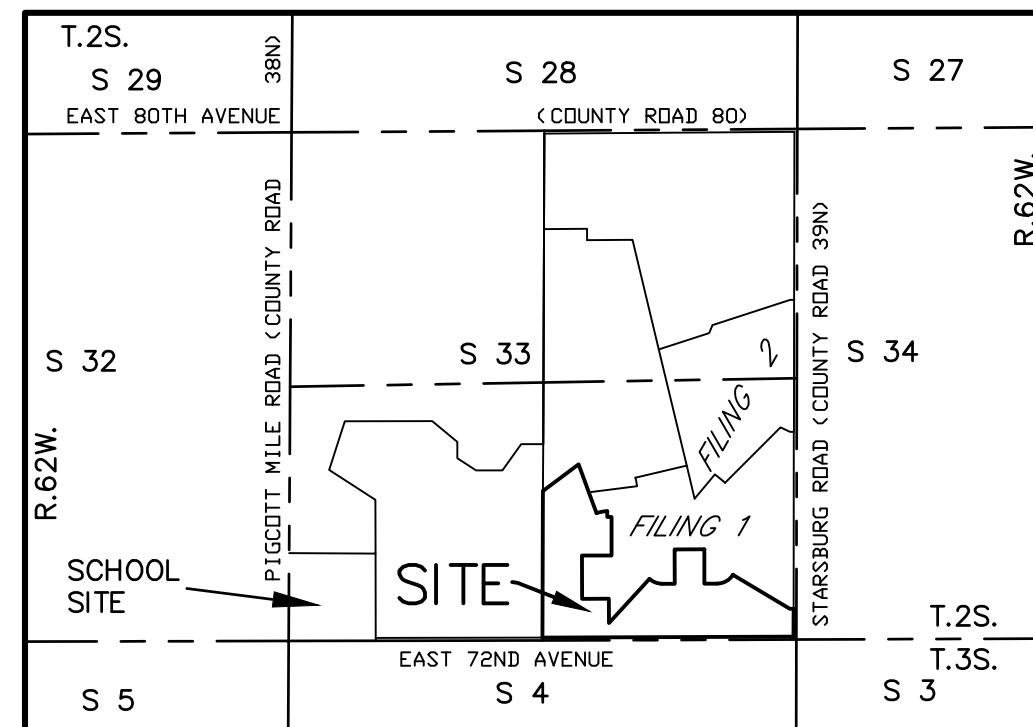 T.2S.
S 29
38N)
S 28
S 27
EAST 80TH AVENUE
(COUNTY ROAD 80)
R.62W.
PIGCOTT MILE ROAD (COUNTY ROAD
STARSBURG ROAD (COUNTY ROAD 39N)
S 32
S 33
S 34
FILING 2
R.62W.
FILING 1
SCHOOL
SITE
SITE
T.2S.
EAST 72ND AVENUE
T.3S.
S 5
S 4
S 3